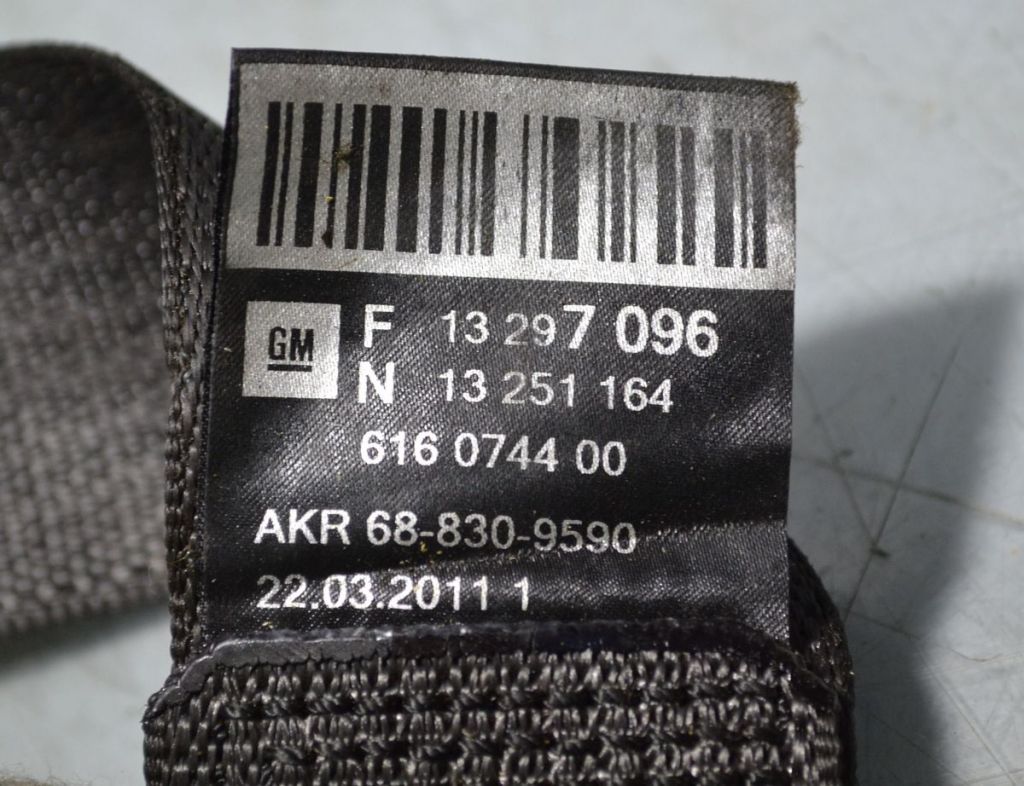 GM F 13 297 096
N 13 251 164
616 0744 00
AKR 68-830-9590
22.03.2011 1